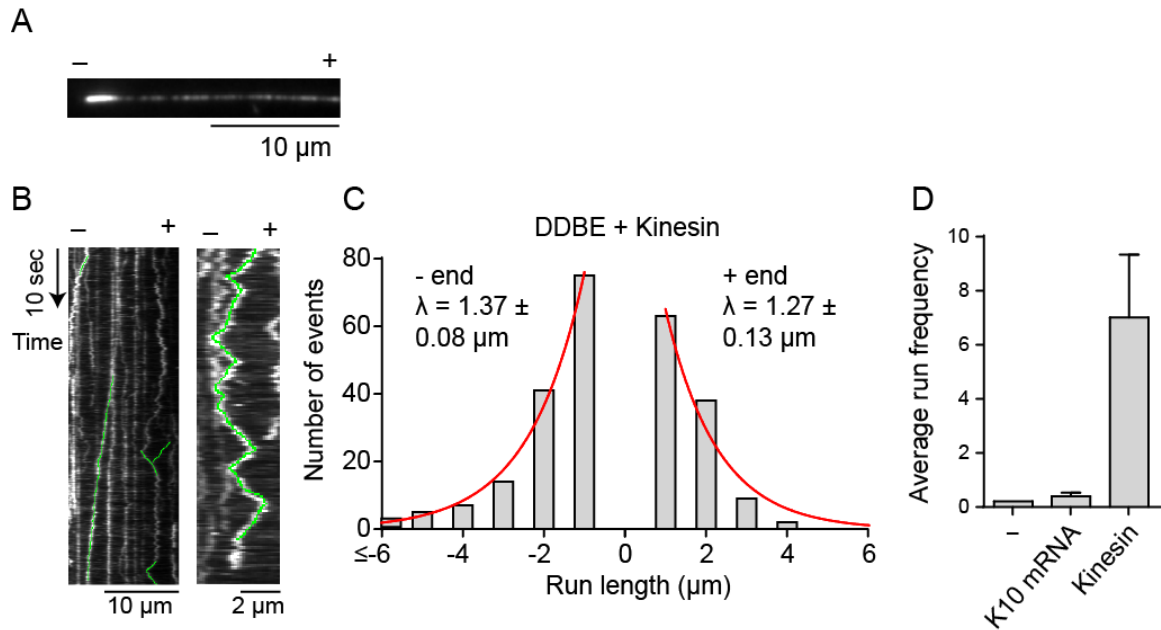 A
– +
10 µm
B
– +
– +
10 sec
Time
10 µm
2 µm
C
DDBE + Kinesin
Number of events
80
60
40
20
0
- end
λ = 1.37 ±
0.08 µm
+ end
λ = 1.27 ±
0.13 µm
≤-6 -4 -2 0 2 4 6
Run length (µm)
D
Average run frequency
10
8
6
4
2
0
–
K10 mRNA
Kinesin